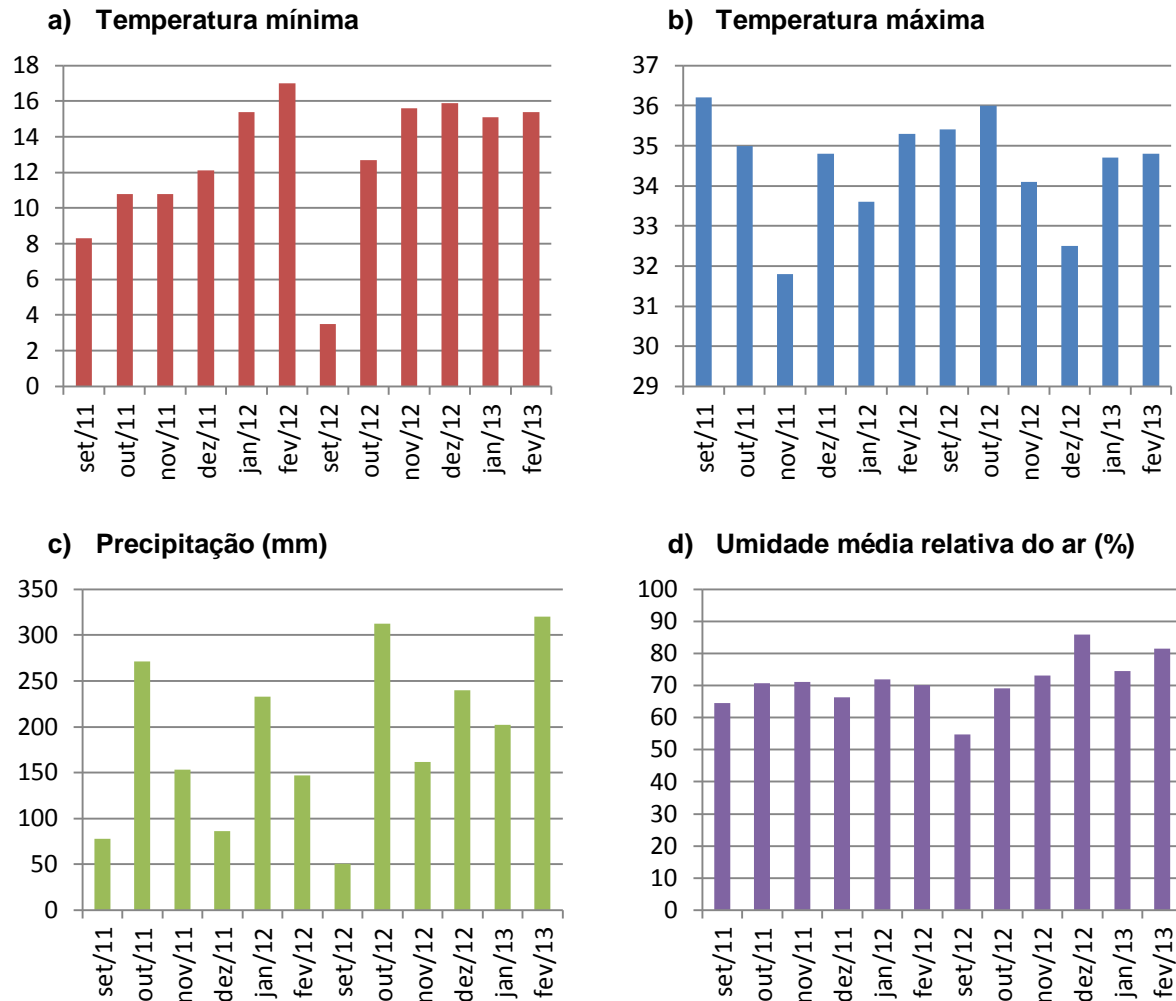 a) Temperatura mínima
18
16
14
12
10
8
6
4
2
0
set/11
out/11
nov/11
dez/11
jan/12
fev/12
set/12
out/12
nov/12
dez/12
jan/13
fev/13
b) Temperatura máxima
37
36
35
34
33
32
31
30
29
set/11
out/11
nov/11
dez/11
jan/12
fev/12
set/12
out/12
nov/12
dez/12
jan/13
fev/13
c) Precipitação (mm)
350
300
250
200
150
100
50
0
set/11
out/11
nov/11
dez/11
jan/12
fev/12
set/12
out/12
nov/12
dez/12
jan/13
fev/13
d) Umidade média relativa do ar (%)
100
90
80
70
60
50
40
30
20
10
0
set/11
out/11
nov/11
dez/11
jan/12
fev/12
set/12
out/12
nov/12
dez/12
jan/13
fev/13